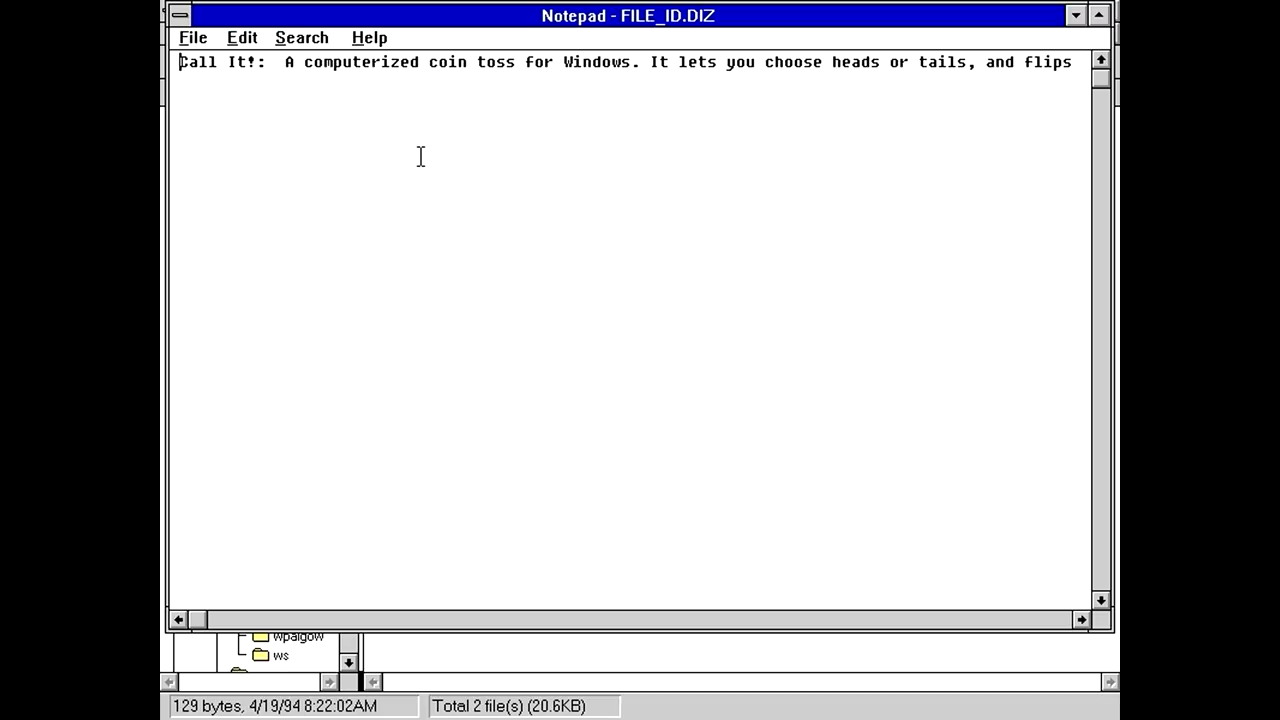 Notepad - FILE_ID.DIZ
File Edit Search Help
Call It!:  A computerized coin toss for Windows. It lets you choose heads or tails, and flips
wpaigow
ws
129 bytes, 4/19/94 8:22:02AM
Total 2 file(s) (20.6KB)